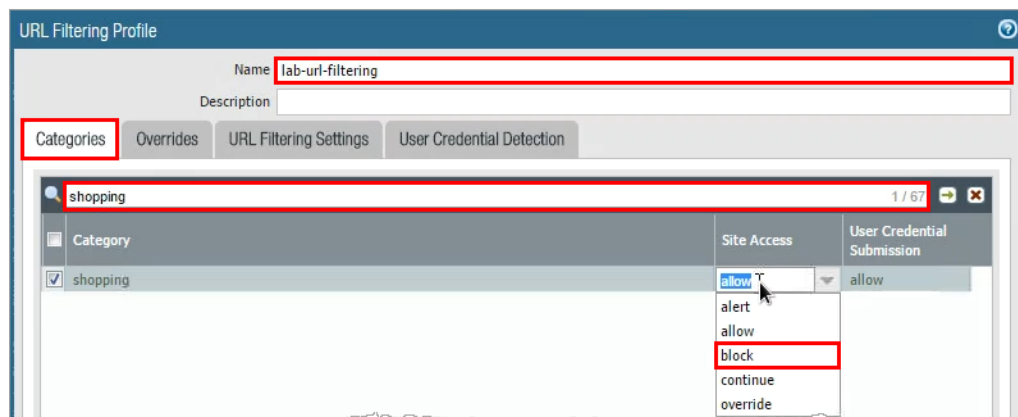 URL Filtering Profile
Name lab-url-filtering
Description
Categories Overrides URL Filtering Settings User Credential Detection
shopping 1 / 67
Category Site Access User Credential Submission
shopping allow allow
alert
allow
block
continue
override